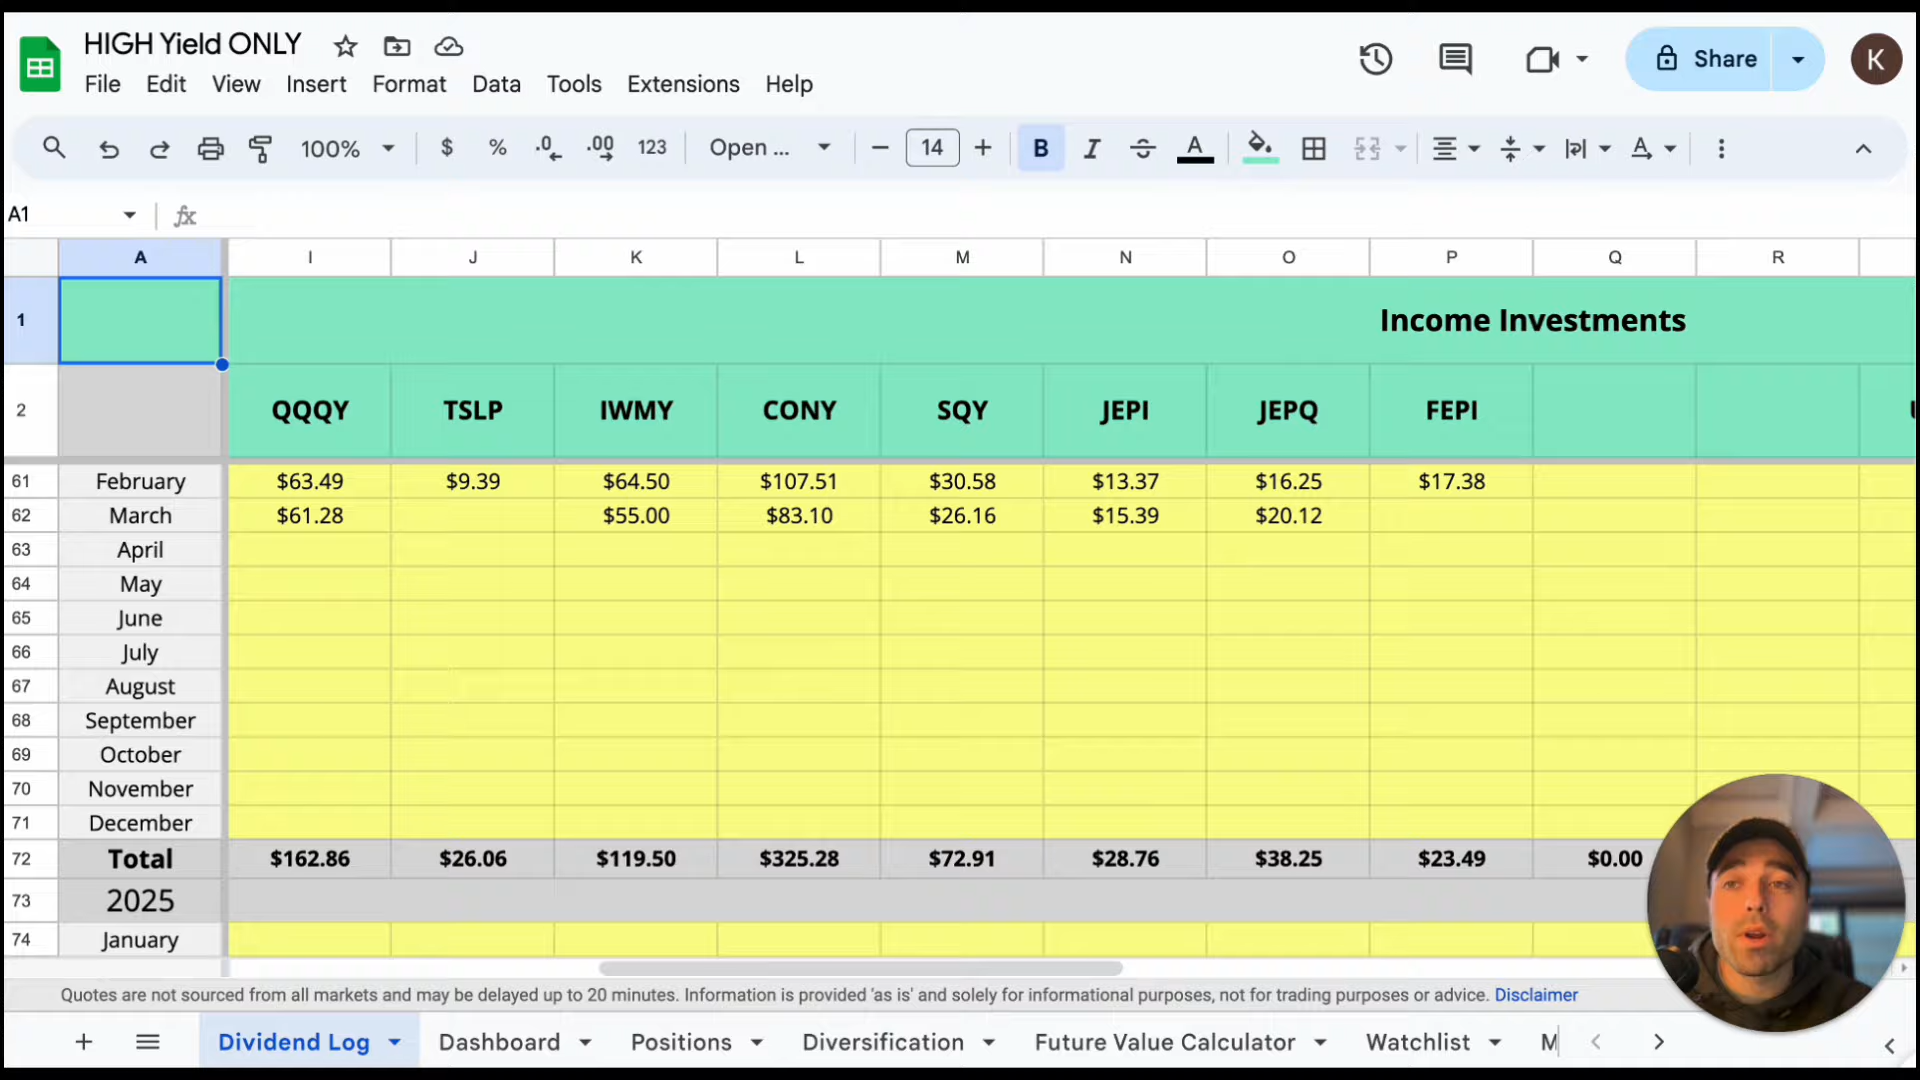 HIGH Yield ONLY
File Edit View Insert Format Data Tools Extensions Help
Share
K
100% $ % .0 .00 123 Open ... − 14 + B I A
A1 fx
A I J K L M N O P Q R
1 Income Investments
2 QQQY TSLP IWMY CONY SQY JEPI JEPQ FEPI
61 February $63.49 $9.39 $64.50 $107.51 $30.58 $13.37 $16.25 $17.38
62 March $61.28 $55.00 $83.10 $26.16 $15.39 $20.12
63 April
64 May
65 June
66 July
67 August
68 September
69 October
70 November
71 December
72 Total $162.86 $26.06 $119.50 $325.28 $72.91 $28.76 $38.25 $23.49 $0.00
73 2025
74 January
Quotes are not sourced from all markets and may be delayed up to 20 minutes. Information is provided 'as is' and solely for informational purposes, not for trading purposes or advice. Disclaimer
+ Dividend Log Dashboard Positions Diversification Future Value Calculator Watchlist M